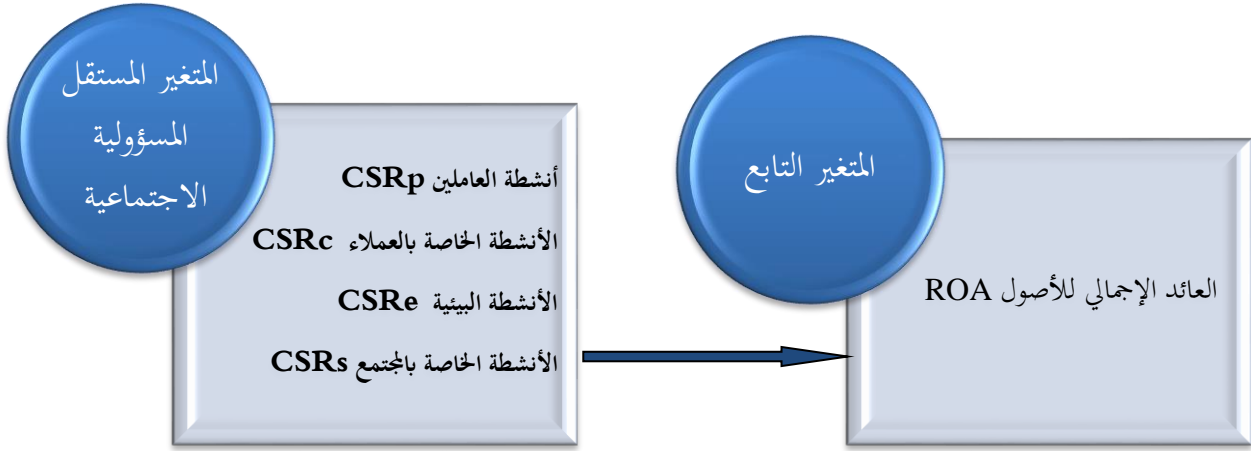 المتغير المستقل
المسؤولية
الاجتماعية
أنشطة العاملين CSRp
الأنشطة الخاصة بالعملاء CSRc
الأنشطة البيئية CSRe
الأنشطة الخاصة بالمجتمع CSRs
المتغير التابع
العائد الإجمالي للأصول ROA